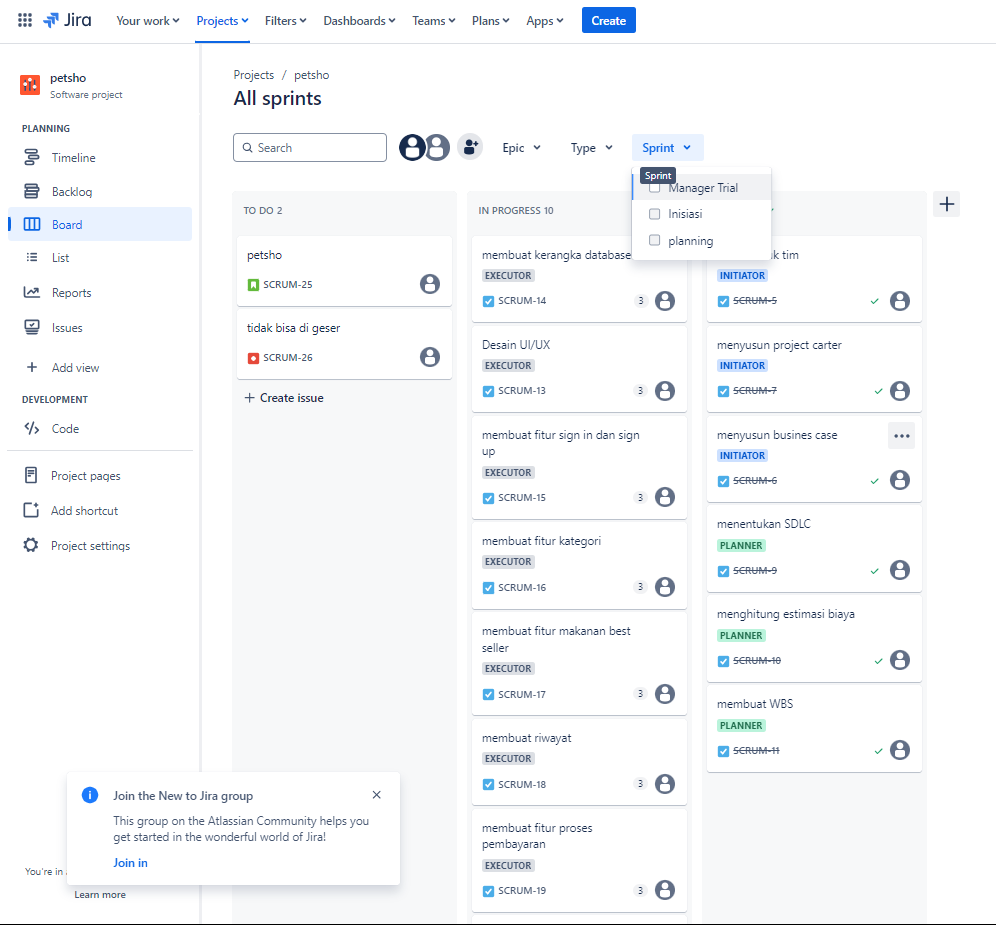 Jira
Your work
Projects
Filters
Dashboards
Teams
Plans
Apps
Create
petsho
Software project
PLANNING
Timeline
Backlog
Board
List
Reports
Issues
Add view
DEVELOPMENT
Code
Project pages
Add shortcut
Project settings
You're in
Learn more
Projects / petsho
All sprints
Search
Epic
Type
Sprint
Sprint
Manager Trial
Inisiasi
planning
TO DO 2
petsho
SCRUM-25
tidak bisa di geser
SCRUM-26
Create issue
IN PROGRESS 10
membuat kerangka database
EXECUTOR
SCRUM-14
3
Desain UI/UX
EXECUTOR
SCRUM-13
3
membuat fitur sign in dan sign
up
EXECUTOR
SCRUM-15
3
membuat fitur kategori
EXECUTOR
SCRUM-16
3
membuat fitur makanan best
seller
EXECUTOR
SCRUM-17
3
membuat riwayat
EXECUTOR
SCRUM-18
3
membuat fitur proses
pembayaran
EXECUTOR
SCRUM-19
3
tim
INITIATOR
SCRUM-5
menyusun project carter
INITIATOR
SCRUM-7
menyusun busines case
INITIATOR
SCRUM-6
menentukan SDLC
PLANNER
SCRUM-9
menghitung estimasi biaya
PLANNER
SCRUM-10
membuat WBS
PLANNER
SCRUM-11
Join the New to Jira group
This group on the Atlassian Community helps you
get started in the wonderful world of Jira!
Join in